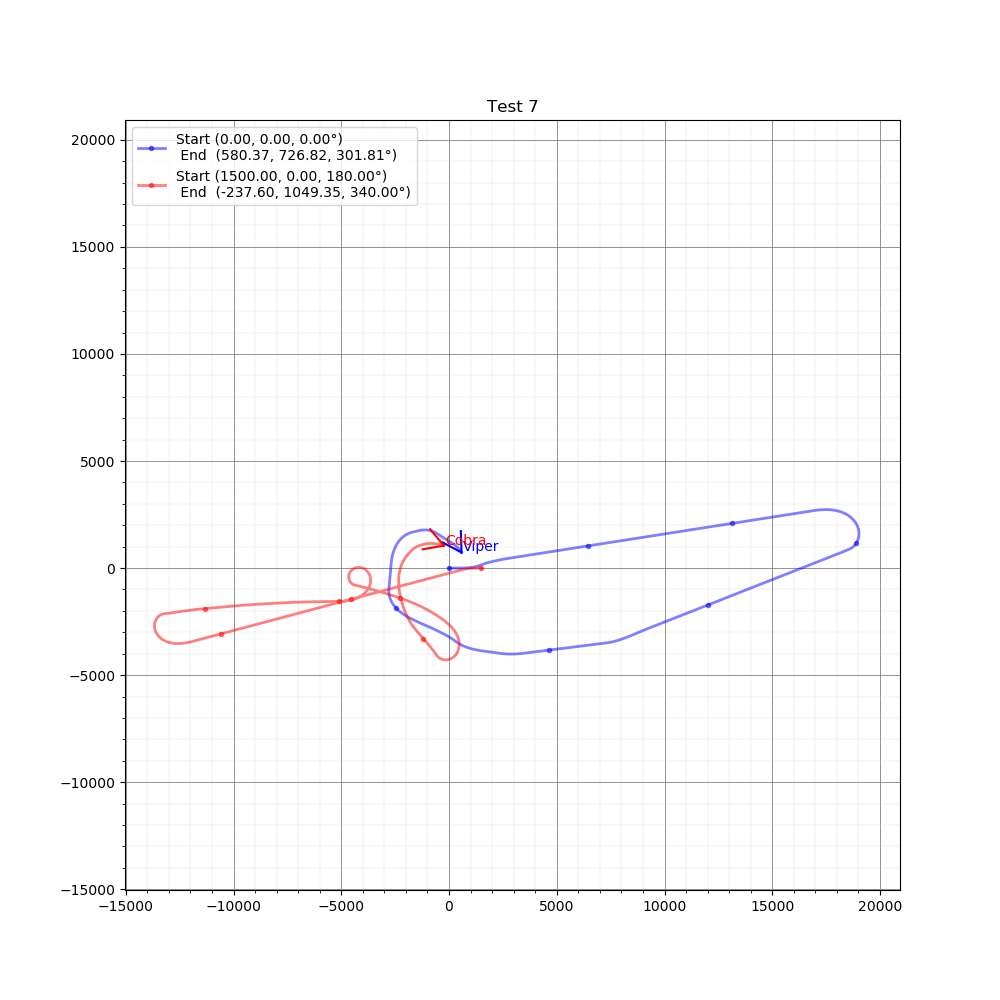 Test 7
Start (0.00, 0.00, 0.00°)
End (580.37, 726.82, 301.81°)
Start (1500.00, 0.00, 180.00°)
End (-237.60, 1049.35, 340.00°)
20000
15000
10000
5000
0
−5000
−10000
−15000
Cobra
Viper
−15000 −10000 −5000 0 5000 10000 15000 20000